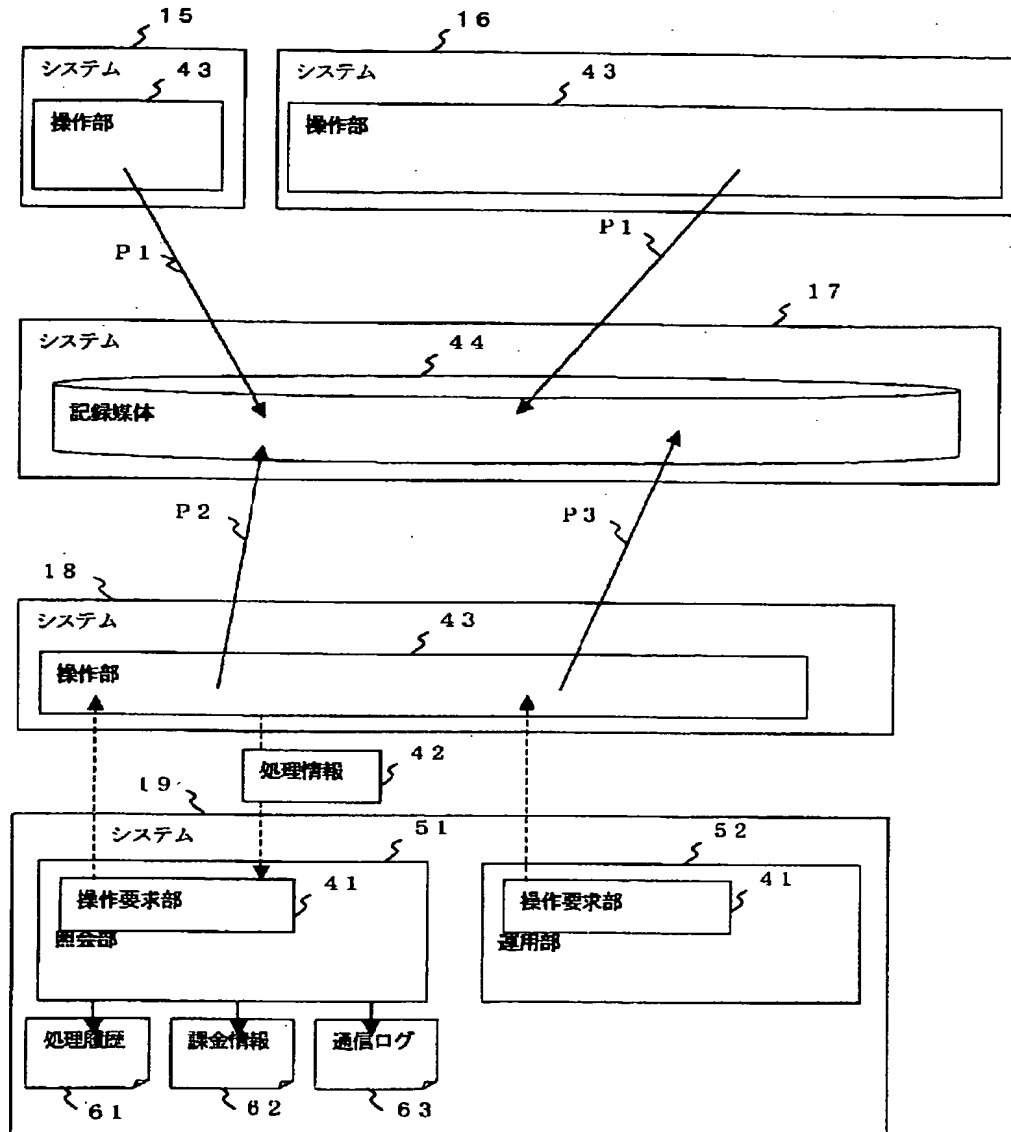 15
16
システム
43
システム
43
操作部
操作部
P1
P1
17
システム
44
記録媒体
P2
P3
18
システム
43
操作部
処理情報
42
19
システム
51
52
操作要求部
41
操作要求部
41
照会部
運用部
処理履歴
課金情報
通信ログ
61
62
63